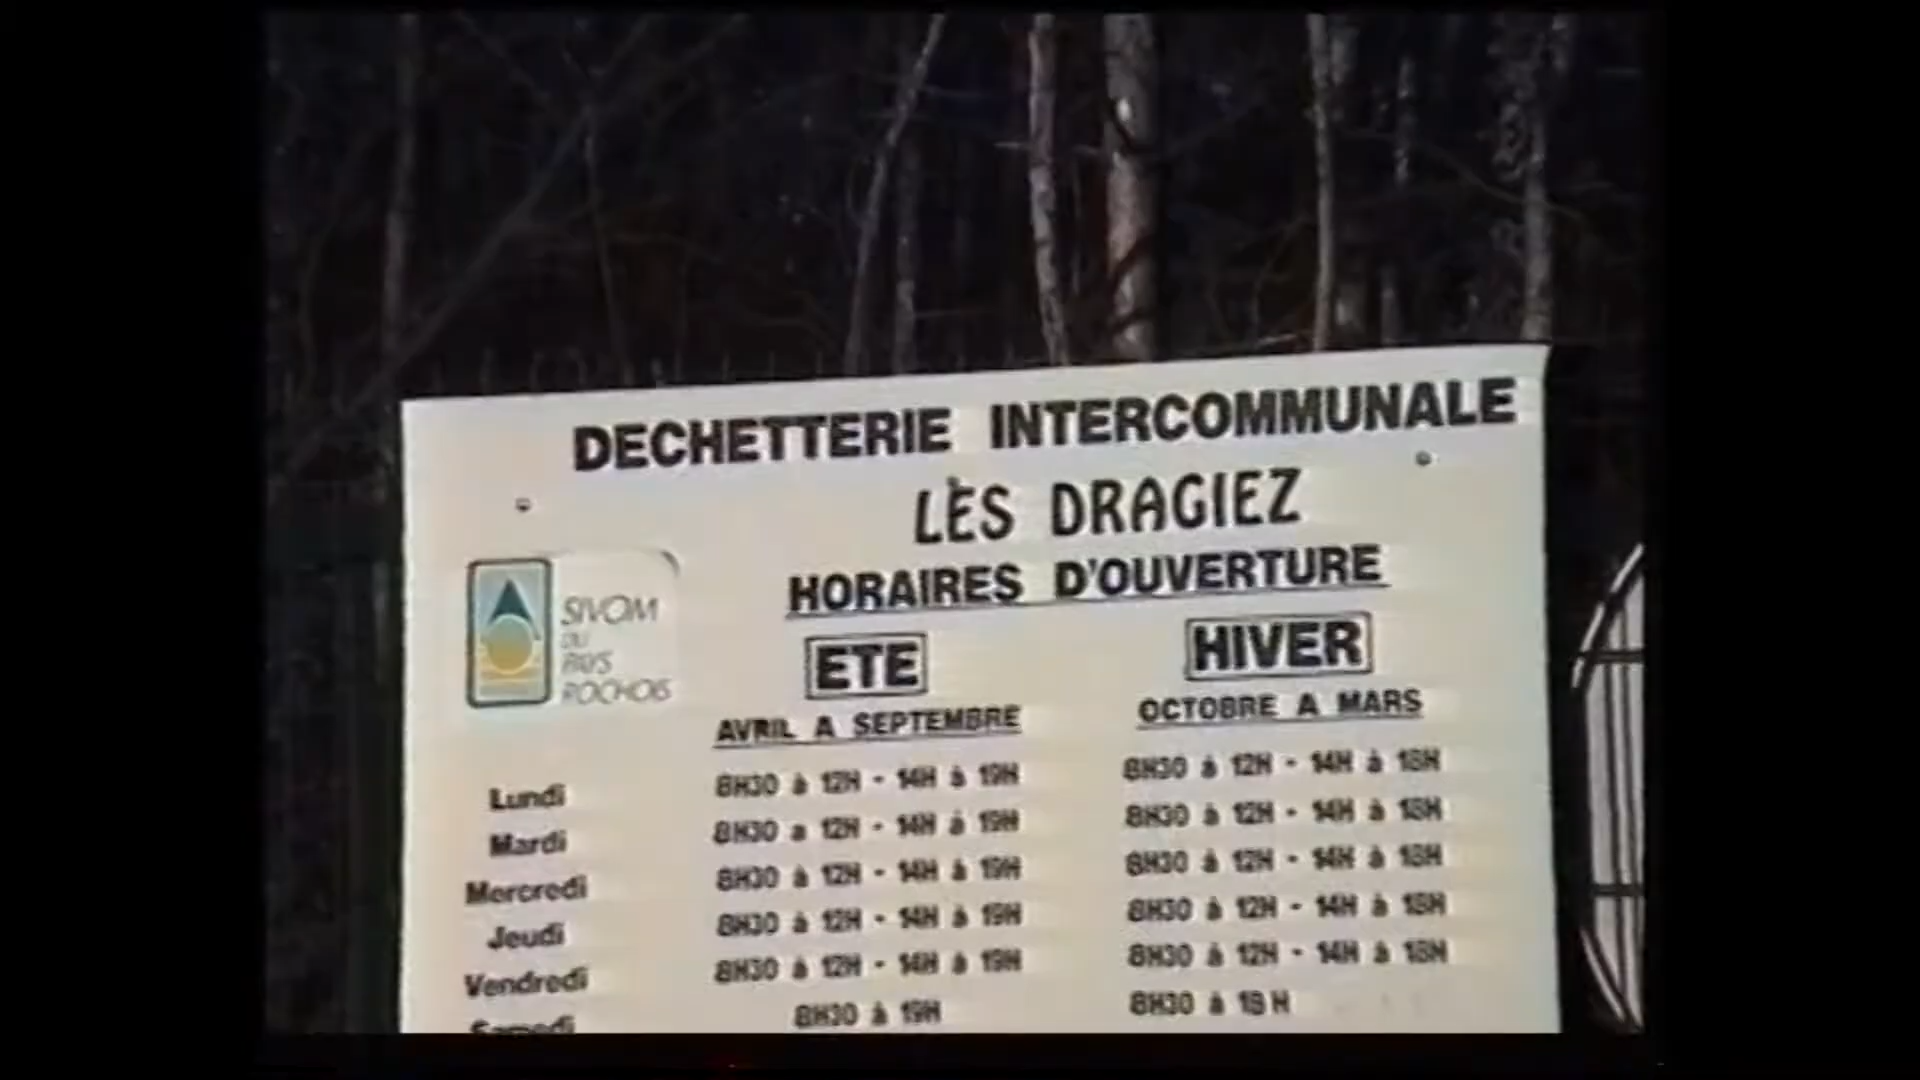 DECHETTERIE INTERCOMMUNALE
LES DRAGIEZ
HORAIRES D'OUVERTURE
SIVOM
DU
PAYS
ROCHOIS
ETE
HIVER
AVRIL A SEPTEMBRE
OCTOBRE A MARS
Lundi 8H30 à 12H - 14H à 19H 8H30 à 12H - 14H à 18H
Mardi 8H30 a 12H - 14H à 19H 8H30 à 12H - 14H à 18H
Mercredi 8H30 à 12H - 14H à 19H 8H30 à 12H - 14H à 18H
Jeudi 8H30 à 12H - 14H à 19H 8H30 à 12H - 14H à 18H
Vendredi 8H30 à 12H - 14H à 19H 8H30 à 12H - 14H à 18H
Samedi 8H30 à 19H 8H30 à 18H